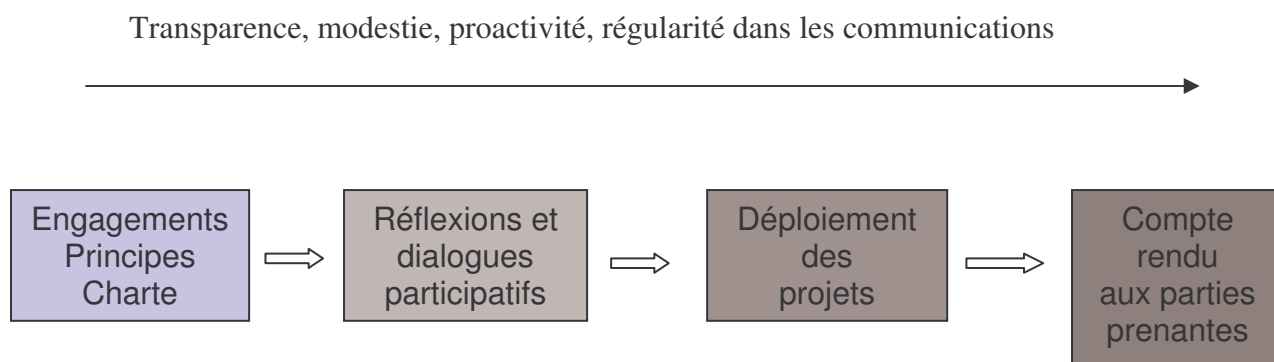 Transparence, modestie, proactivité, régularité dans les communications
Engagements
Principes
Charte
Réflexions et
dialogues
participatifs
Déploiement
des
projets
Compte
rendu
aux parties
prenantes